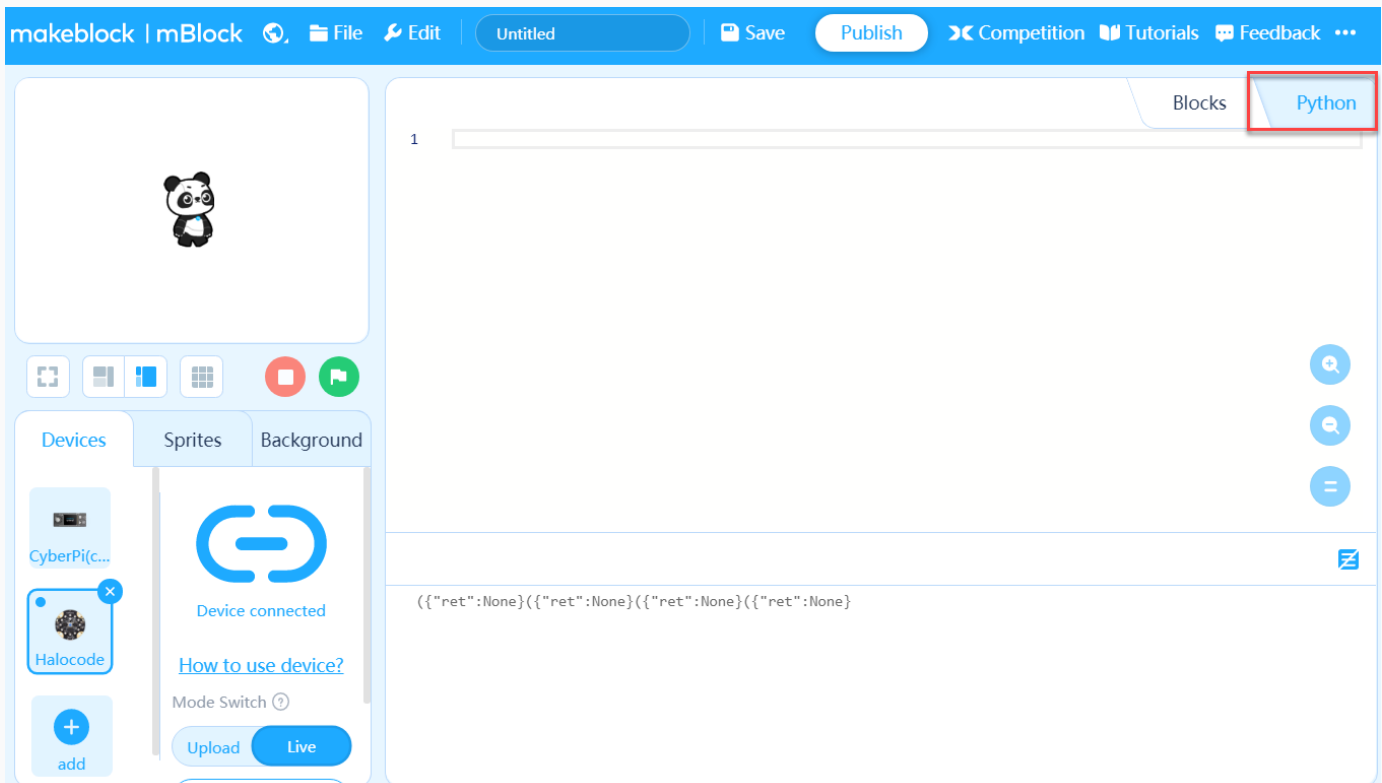 makeblock | mBlock File Edit Untitled Save Publish Competition Tutorials Feedback
Blocks Python
1
Devices Sprites Background
CyberPi(c...
Device connected
Halocode
How to use device?
Mode Switch ?
Upload Live
add
({"ret":None}({"ret":None}({"ret":None}({"ret":None}